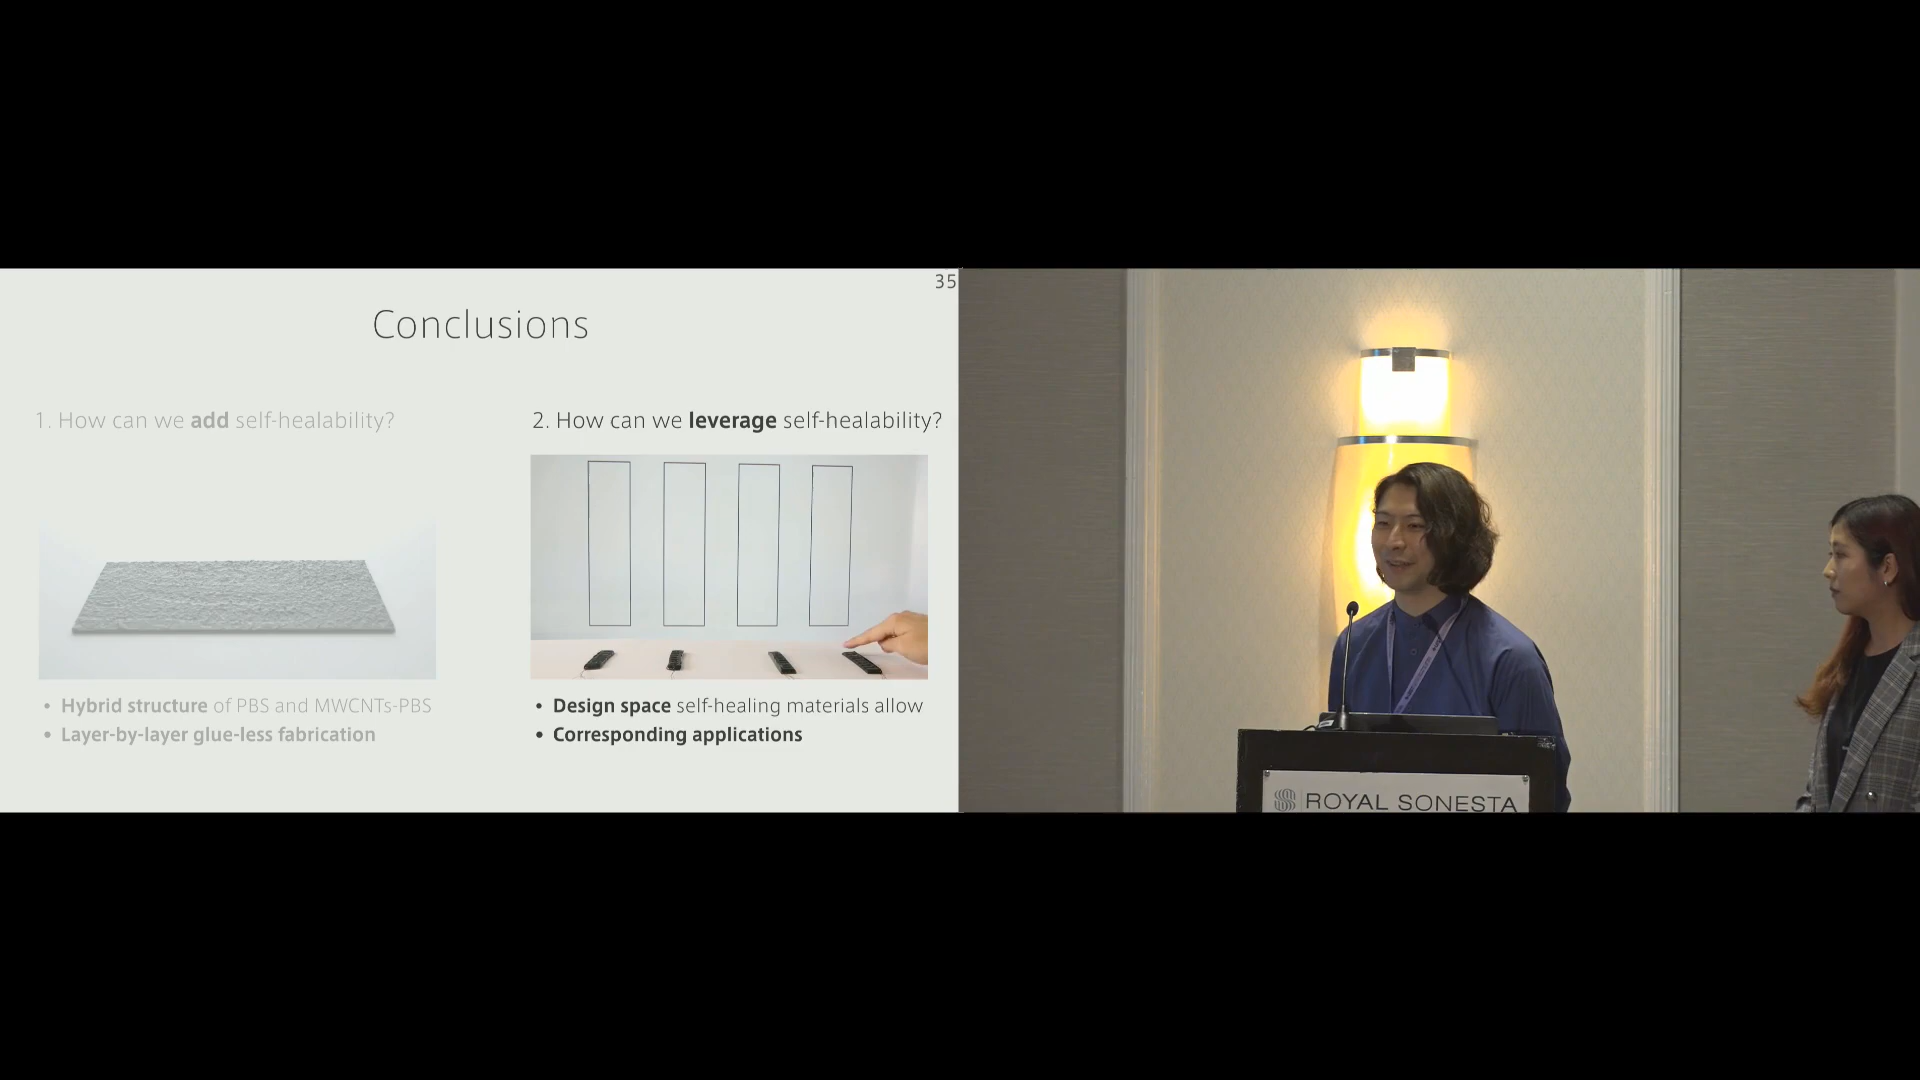 35
Conclusions
1. How can we add self-healability?
• Hybrid structure of PBS and MWCNTs-PBS
• Layer-by-layer glue-less fabrication
2. How can we leverage self-healability?
• Design space self-healing materials allow
• Corresponding applications
ROYAL SONESTA